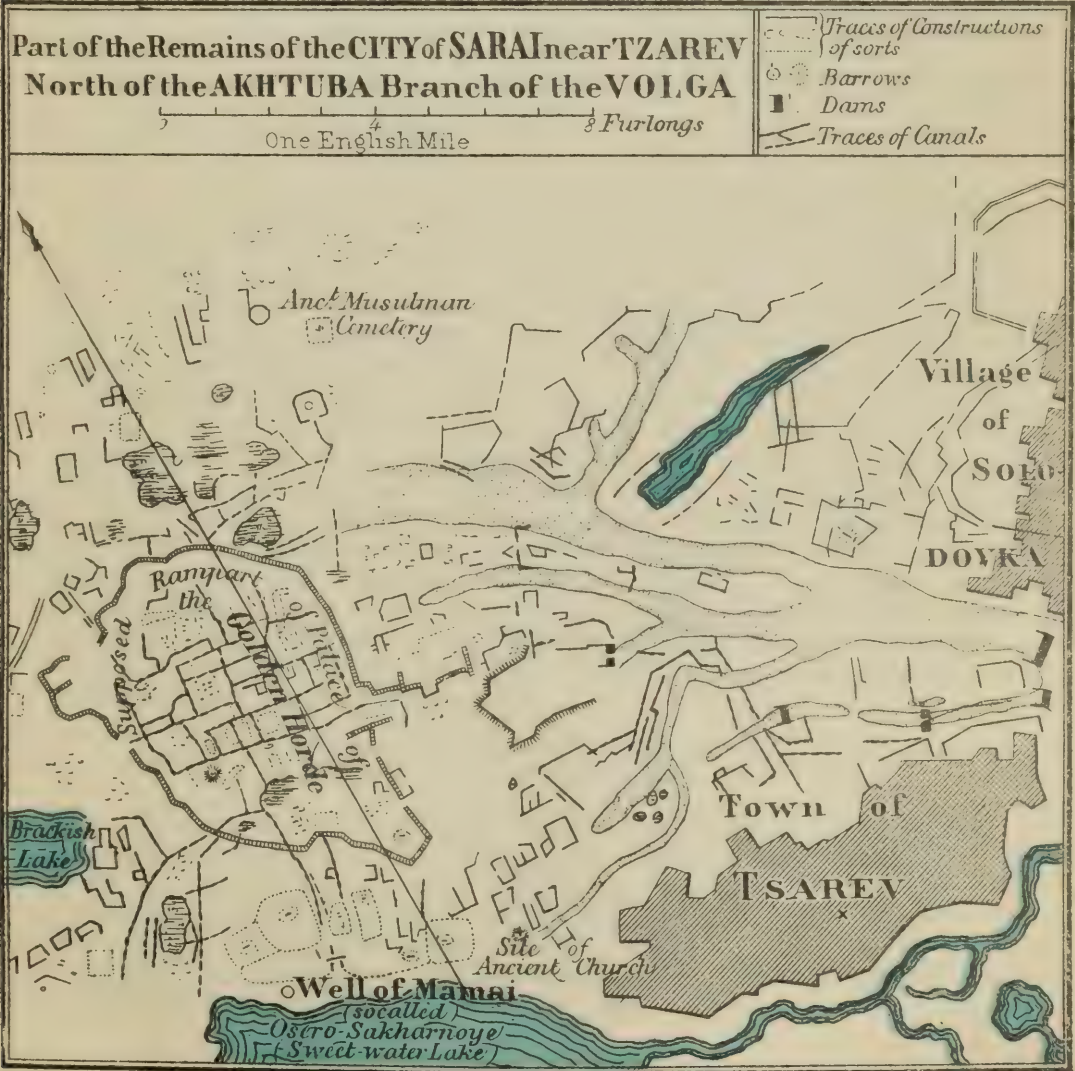 Part of the Remains of the CITY of SARAI near TZAREV
North of the AKHTUBA Branch of the VOLGA
0 4 8 Furlongs
One English Mile
Traces of Constructions
of sorts
Barrows
Dams
Traces of Canals
Anct. Musulman
Cemetery
Village
of
SOLO
DOVKA
Supposed
Rampart
the
of Palace
of
Golden Horde
Brackish
Lake
Town of
TSAREV
Site of
Ancient Church
Well of Mamai
(socalled)
Osero-Sakharnoye
(Sweet-water Lake)